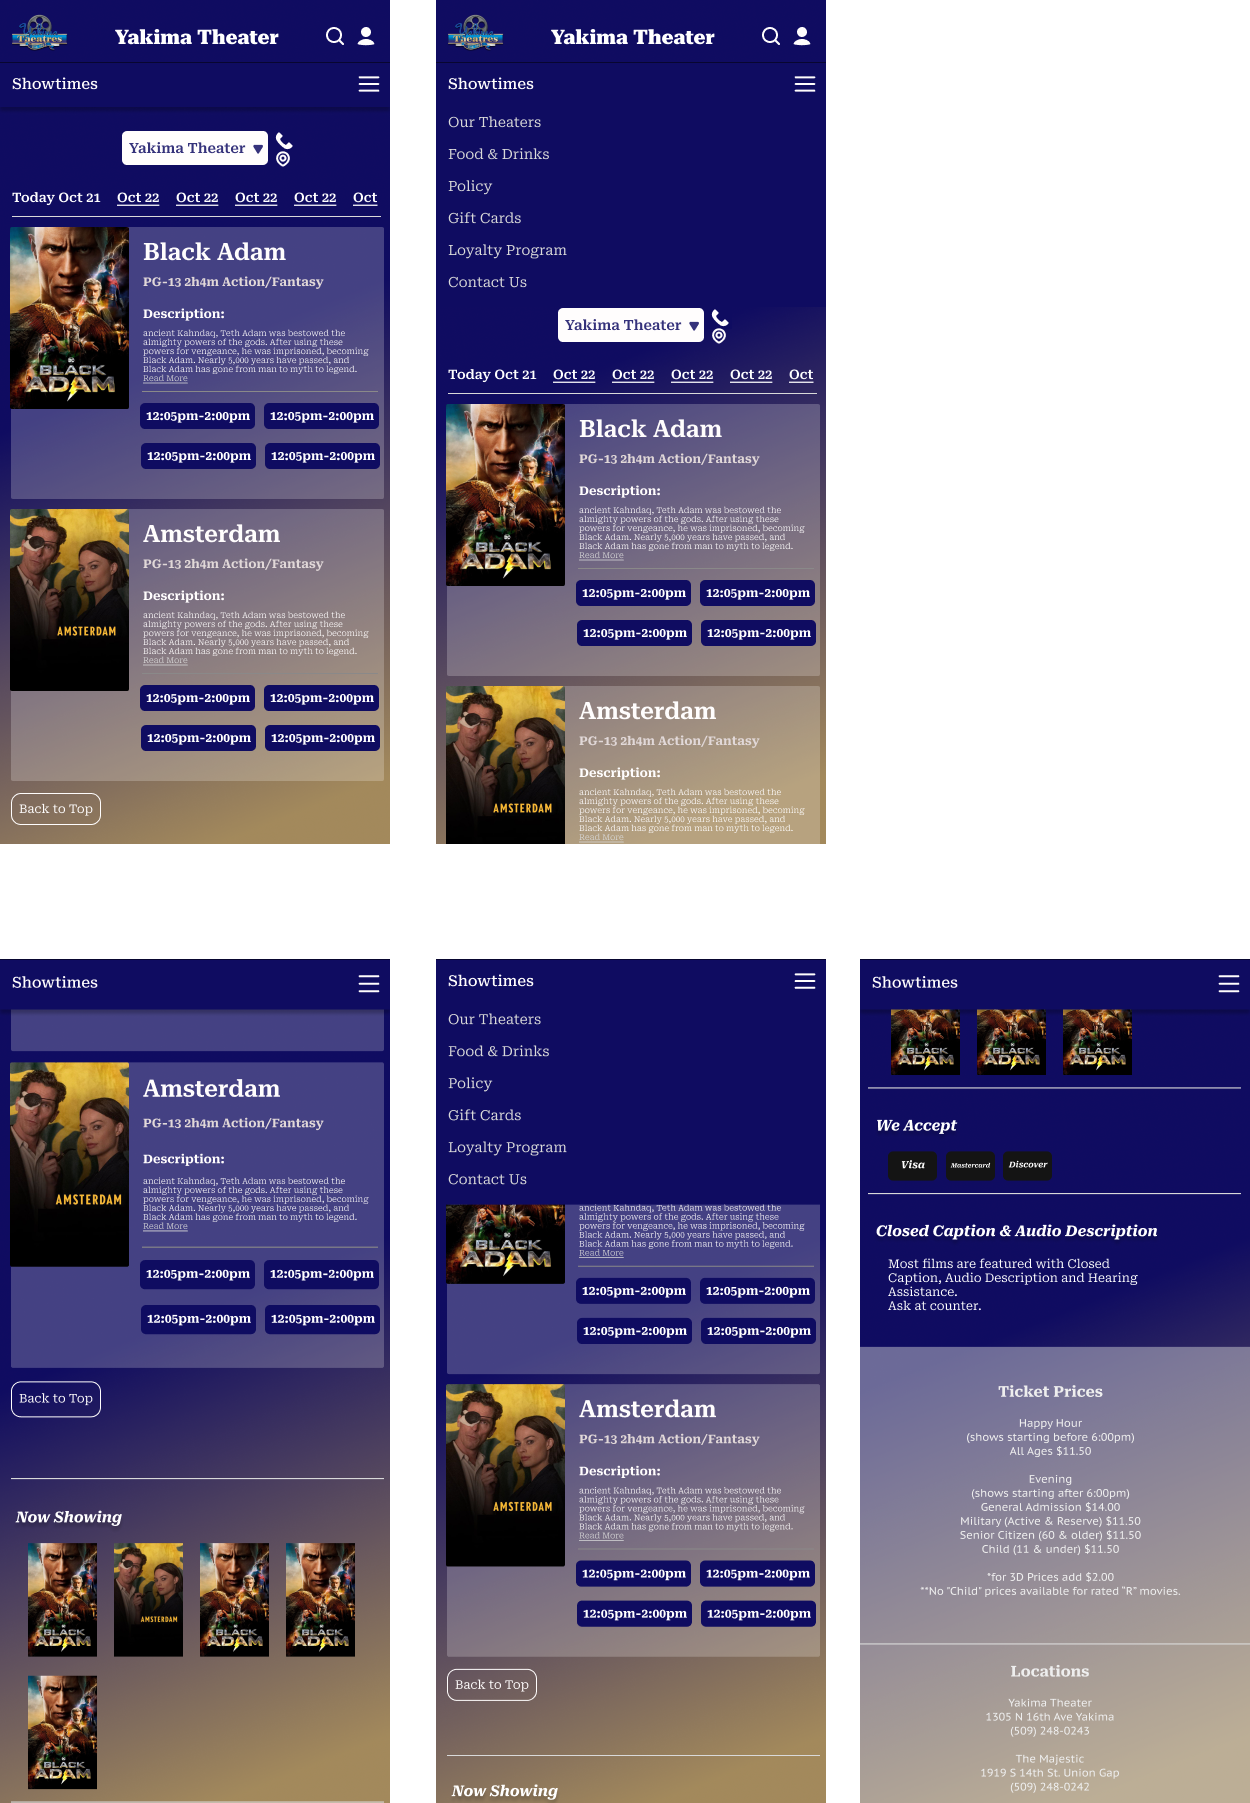 Theatres
Yakima Theater
Showtimes
Yakima Theater ▼
Today Oct 21 Oct 22 Oct 22 Oct 22 Oct 22 Oct
Black Adam
PG-13 2h4m Action/Fantasy
Description:
ancient Kahndaq, Teth Adam was bestowed the
almighty powers of the gods. After using these
powers for vengeance, he was imprisoned, becoming
Black Adam. Nearly 5,000 years have passed, and
Black Adam has gone from man to myth to legend.
Read More
BLACK
ADAM
12:05pm-2:00pm 12:05pm-2:00pm
12:05pm-2:00pm 12:05pm-2:00pm
Amsterdam
PG-13 2h4m Action/Fantasy
Description:
ancient Kahndaq, Teth Adam was bestowed the
almighty powers of the gods. After using these
powers for vengeance, he was imprisoned, becoming
Black Adam. Nearly 5,000 years have passed, and
Black Adam has gone from man to myth to legend.
Read More
AMSTERDAM
12:05pm-2:00pm 12:05pm-2:00pm
12:05pm-2:00pm 12:05pm-2:00pm
Back to Top
Theatres
Yakima Theater
Showtimes
Our Theaters
Food & Drinks
Policy
Gift Cards
Loyalty Program
Contact Us
Yakima Theater ▼
Today Oct 21 Oct 22 Oct 22 Oct 22 Oct 22 Oct
Black Adam
PG-13 2h4m Action/Fantasy
Description:
ancient Kahndaq, Teth Adam was bestowed the
almighty powers of the gods. After using these
powers for vengeance, he was imprisoned, becoming
Black Adam. Nearly 5,000 years have passed, and
Black Adam has gone from man to myth to legend.
Read More
BLACK
ADAM
12:05pm-2:00pm 12:05pm-2:00pm
12:05pm-2:00pm 12:05pm-2:00pm
Amsterdam
PG-13 2h4m Action/Fantasy
Description:
ancient Kahndaq, Teth Adam was bestowed the
almighty powers of the gods. After using these
powers for vengeance, he was imprisoned, becoming
Black Adam. Nearly 5,000 years have passed, and
Black Adam has gone from man to myth to legend.
Read More
AMSTERDAM
Showtimes
Amsterdam
PG-13 2h4m Action/Fantasy
Description:
ancient Kahndaq, Teth Adam was bestowed the
almighty powers of the gods. After using these
powers for vengeance, he was imprisoned, becoming
Black Adam. Nearly 5,000 years have passed, and
Black Adam has gone from man to myth to legend.
Read More
AMSTERDAM
12:05pm-2:00pm 12:05pm-2:00pm
12:05pm-2:00pm 12:05pm-2:00pm
Back to Top
Now Showing
BLACK
ADAM
AMSTERDAM
BLACK
ADAM
BLACK
ADAM
BLACK
ADAM
Showtimes
Our Theaters
Food & Drinks
Policy
Gift Cards
Loyalty Program
Contact Us
ancient Kahndaq, Teth Adam was bestowed the
almighty powers of the gods. After using these
powers for vengeance, he was imprisoned, becoming
Black Adam. Nearly 5,000 years have passed, and
Black Adam has gone from man to myth to legend.
Read More
BLACK
ADAM
12:05pm-2:00pm 12:05pm-2:00pm
12:05pm-2:00pm 12:05pm-2:00pm
Amsterdam
PG-13 2h4m Action/Fantasy
Description:
ancient Kahndaq, Teth Adam was bestowed the
almighty powers of the gods. After using these
powers for vengeance, he was imprisoned, becoming
Black Adam. Nearly 5,000 years have passed, and
Black Adam has gone from man to myth to legend.
Read More
AMSTERDAM
12:05pm-2:00pm 12:05pm-2:00pm
12:05pm-2:00pm 12:05pm-2:00pm
Back to Top
Now Showing
Showtimes
BLACK
ADAM
BLACK
ADAM
BLACK
ADAM
We Accept
Visa Mastercard Discover
Closed Caption & Audio Description
Most films are featured with Closed
Caption, Audio Description and Hearing
Assistance.
Ask at counter.
Ticket Prices
Happy Hour
(shows starting before 6:00pm)
All Ages $11.50
Evening
(shows starting after 6:00pm)
General Admission $14.00
Military (Active & Reserve) $11.50
Senior Citizen (60 & older) $11.50
Child (11 & under) $11.50
*for 3D Prices add $2.00
**No "Child" prices available for rated "R" movies.
Locations
Yakima Theater
1305 N 16th Ave Yakima
(509) 248-0243
The Majestic
1919 S 14th St. Union Gap
(509) 248-0242